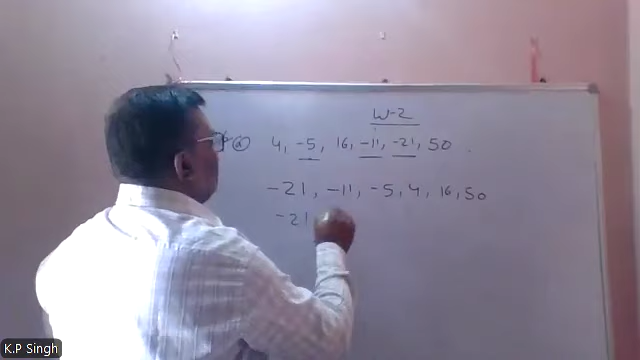 W-2
(a) 4, -5, 16, -11, -21, 50.
-21, -11, -5, 4, 16, 50
-21
K.P Singh